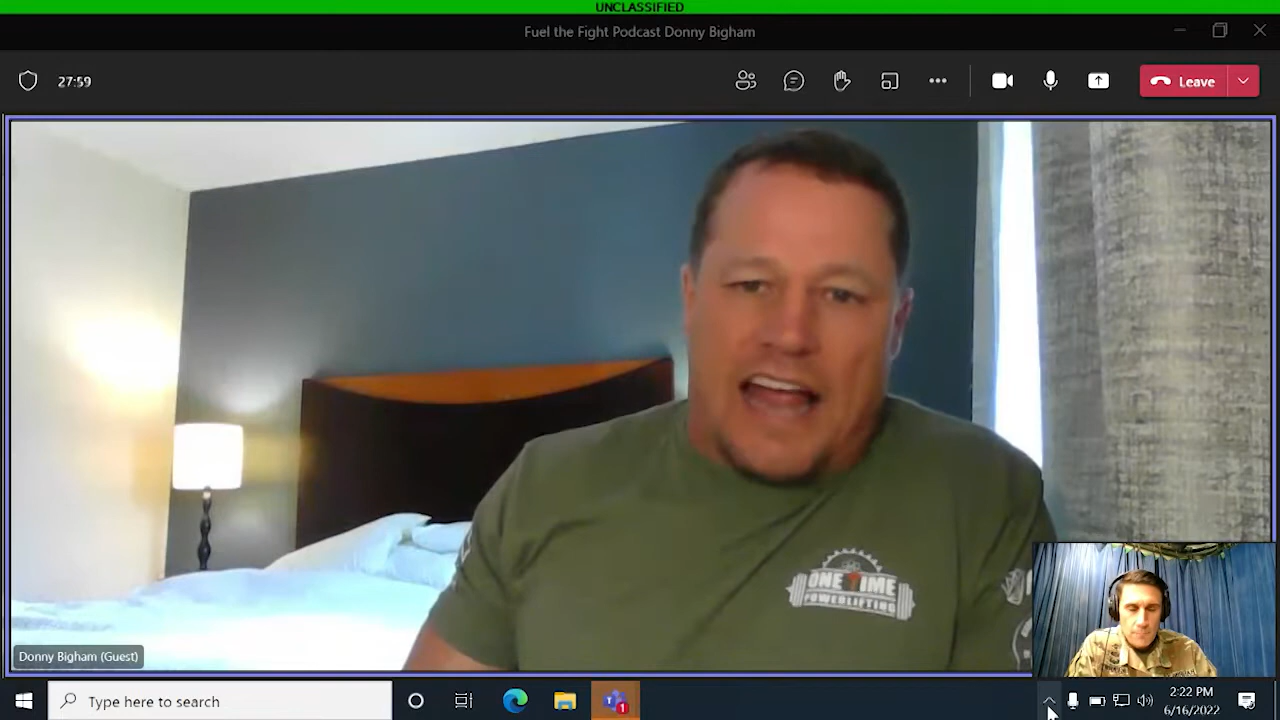 UNCLASSIFIED
Fuel the Fight Podcast Donny Bigham
27:59
Leave
ONE TIME
POWERLIFTING
Donny Bigham (Guest)
Type here to search
T
1
2:22 PM
6/16/2022